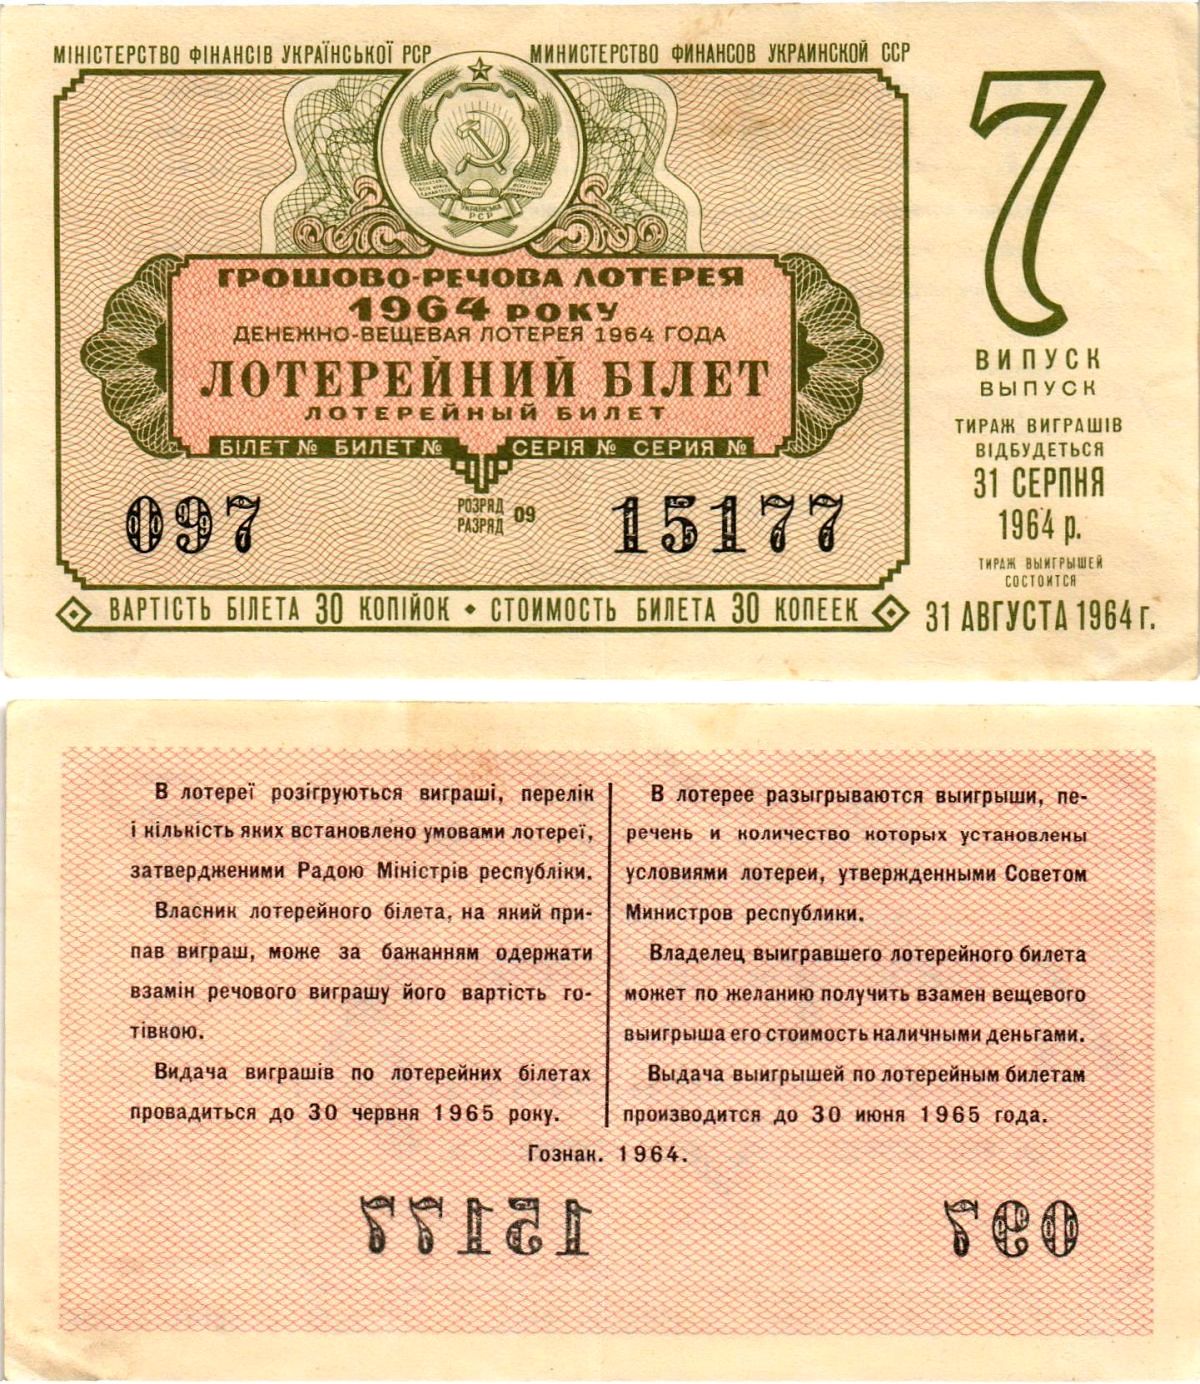 МІНІСТЕРСТВО ФІНАНСІВ УКРАЇНСЬКОЇ РСР
МИНИСТЕРСТВО ФИНАНСОВ УКРАИНСКОЙ ССР
УКРАЇНСЬКА
РСР
ГРОШОВО-РЕЧОВА ЛОТЕРЕЯ
1964 РОКУ
ДЕНЕЖНО-ВЕЩЕВАЯ ЛОТЕРЕЯ 1964 ГОДА
ЛОТЕРЕЙНИЙ БІЛЕТ
ЛОТЕРЕЙНЫЙ БИЛЕТ
БІЛЕТ № БИЛЕТ № СЕРІЯ № СЕРИЯ №
097
РОЗРЯД
РАЗРЯД 09
15177
ВАРТІСТЬ БІЛЕТА 30 КОПІЙОК • СТОИМОСТЬ БИЛЕТА 30 КОПЕЕК
7
ВИПУСК
ВЫПУСК
ТИРАЖ ВИГРАШІВ
ВІДБУДЕТЬСЯ
31 СЕРПНЯ
1964 р.
ТИРАЖ ВЫИГРЫШЕЙ
СОСТОИТСЯ
31 АВГУСТА 1964 г.
В лотереї розігруються виграші, перелік
і кількість яких встановлено умовами лотереї,
затвердженими Радою Міністрів республіки.
Власник лотерейного білета, на який при-
пав виграш, може за бажанням одержати
взамін речового виграшу його вартість го-
тівкою.
Видача виграшів по лотерейних білетах
провадиться до 30 червня 1965 року.
В лотерее разыгрываются выигрыши, пе-
речень и количество которых установлены
условиями лотереи, утвержденными Советом
Министров республики.
Владелец выигравшего лотерейного билета
может по желанию получить взамен вещевого
выигрыша его стоимость наличными деньгами.
Выдача выигрышей по лотерейным билетам
производится до 30 июня 1965 года.
Гознак. 1964.
15177
097